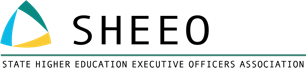 SHEEO
STATE HIGHER EDUCATION EXECUTIVE OFFICERS ASSOCIATION